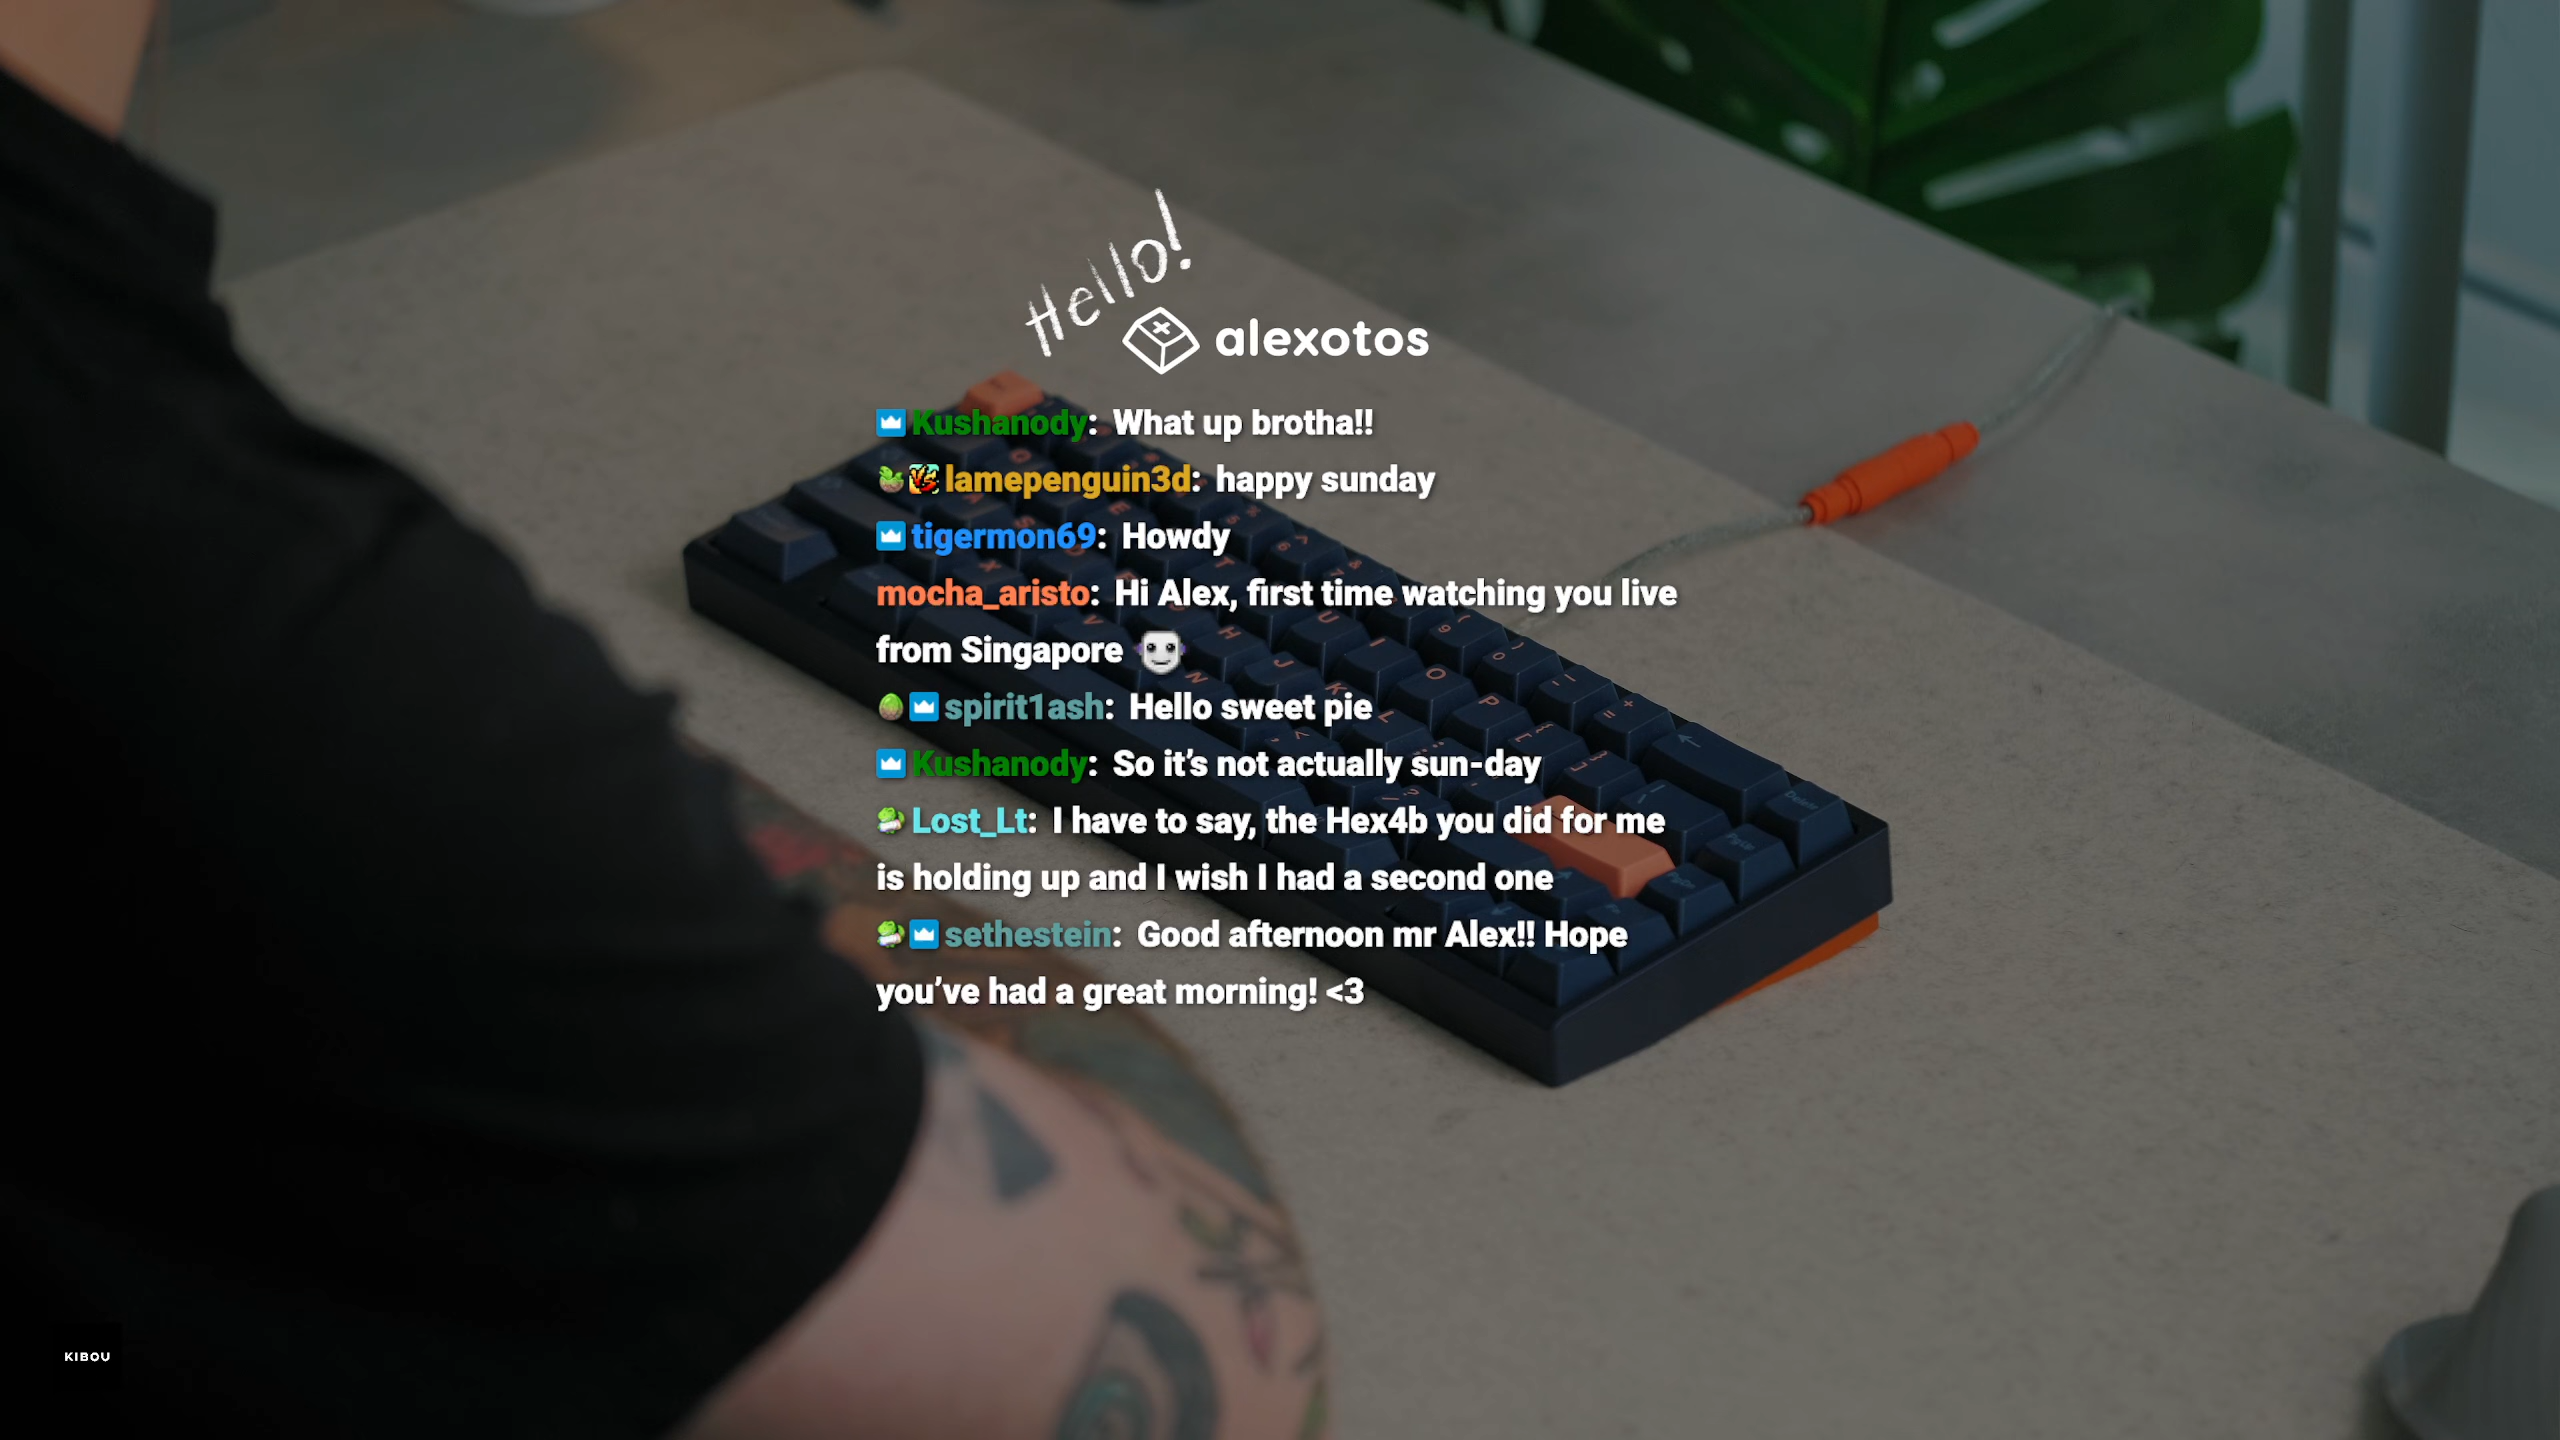 Hello!
alexotos
Kushanody: What up brotha!!
lamepenguin3d: happy sunday
tigermon69: Howdy
mocha_aristo: Hi Alex, first time watching you live
from Singapore
spirit1ash: Hello sweet pie
Kushanody: So it’s not actually sun-day
Lost_Lt: I have to say, the Hex4b you did for me
is holding up and I wish I had a second one
sethestein: Good afternoon mr Alex!! Hope
you’ve had a great morning! <3
KIBOU